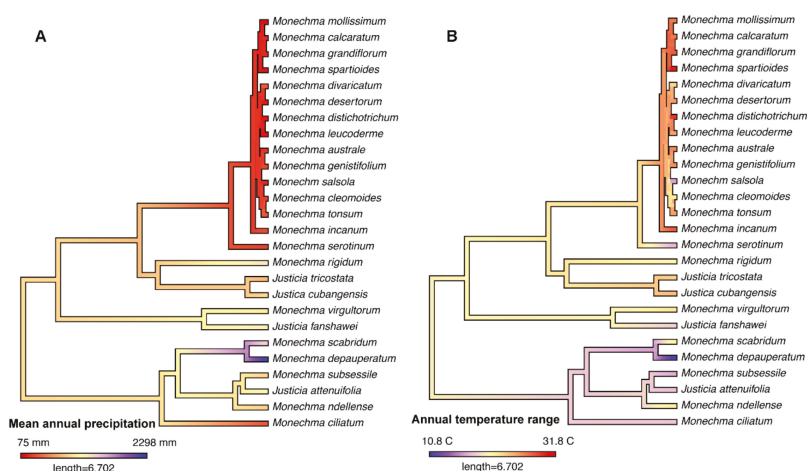 A
Monechma mollissimum
Monechma calcaratum
Monechma grandiflorum
Monechma spartioides
Monechma divaricatum
Monechma desertorum
Monechma distichotrichum
Monechma leucoderme
Monechma australe
Monechma genistifolium
Monechm salsola
Monechma cleomoides
Monechma tonsum
Monechma incanum
Monechma serotinum
Monechma rigidum
Justicia tricostata
Justica cubangensis
Monechma virgultorum
Justicia fanshawei
Monechma scabridum
Monechma depauperatum
Monechma subsessile
Justicia attenuifolia
Monechma ndellense
Monechma ciliatum
Mean annual precipitation
75 mm 2298 mm
length=6.702
B
Monechma mollissimum
Monechma calcaratum
Monechma grandiflorum
Monechma spartioides
Monechma divaricatum
Monechma desertorum
Monechma distichotrichum
Monechma leucoderme
Monechma australe
Monechma genistifolium
Monechm salsola
Monechma cleomoides
Monechma tonsum
Monechma incanum
Monechma serotinum
Monechma rigidum
Justicia tricostata
Justica cubangensis
Monechma virgultorum
Justicia fanshawei
Monechma scabridum
Monechma depauperatum
Monechma subsessile
Justicia attenuifolia
Monechma ndellense
Monechma ciliatum
Annual temperature range
10.8 C 31.8 C
length=6.702